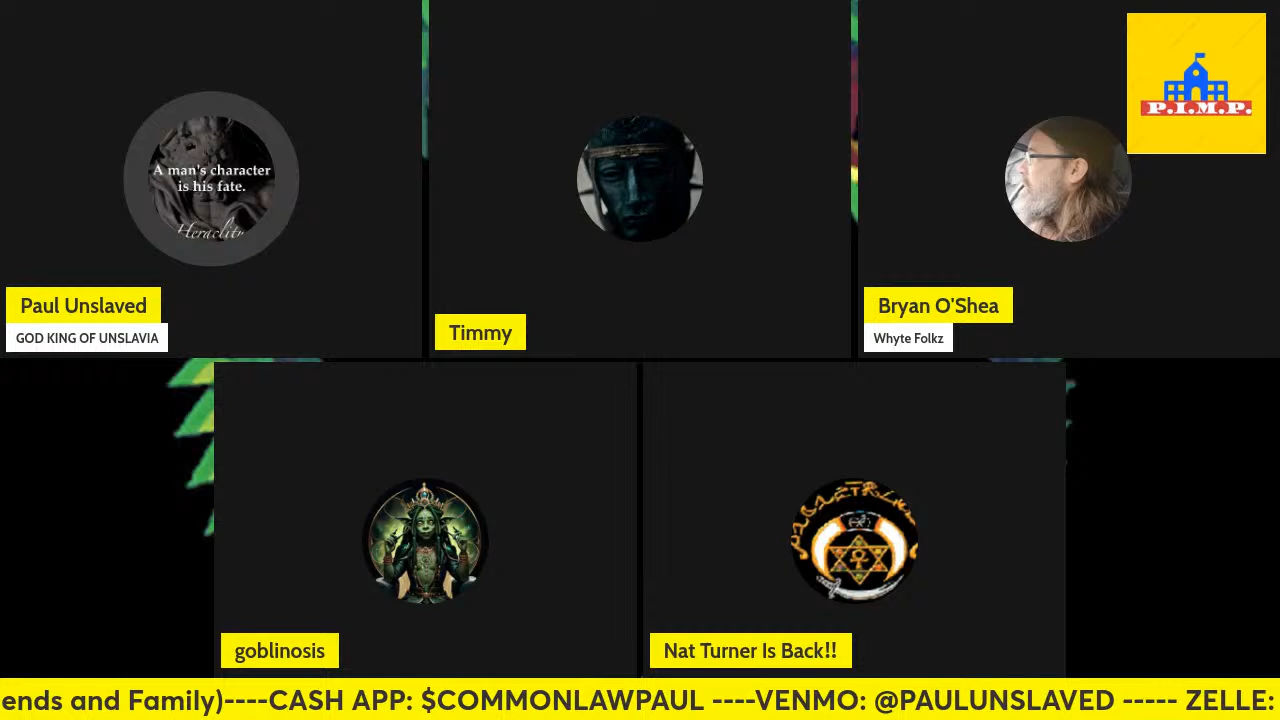 A man's character
is his fate.
Heraclitu
Paul Unslaved
GOD KING OF UNSLAVIA
Timmy
P.I.M.P.
Bryan O'Shea
Whyte Folkz
goblinosis
Nat Turner Is Back!!
ends and Family)----CASH APP: $COMMONLAWPAUL ----VENMO: @PAULUNSLAVED ----- ZELLE: